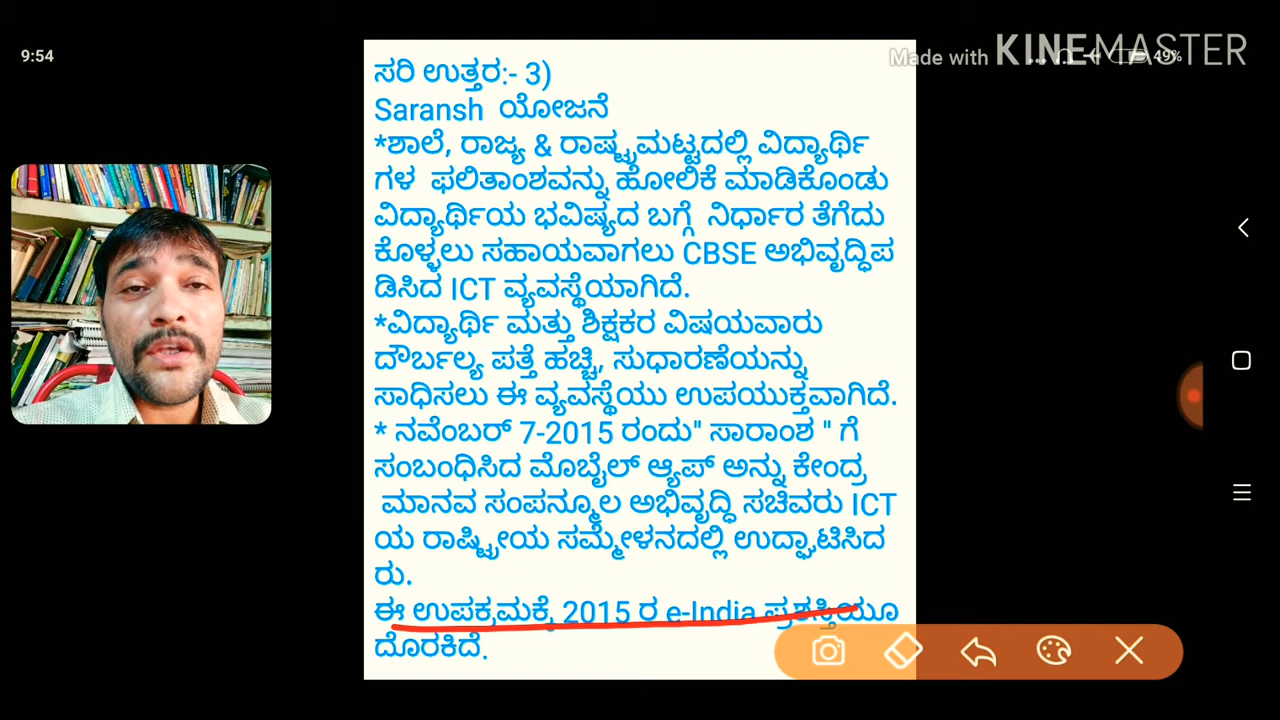 9:54
Made with KINEMASTER
49%
ಸರಿ ಉತ್ತರ:- 3)
Saransh ಯೋಜನೆ
*ಶಾಲೆ, ರಾಜ್ಯ & ರಾಷ್ಟ್ರಮಟ್ಟದಲ್ಲಿ ವಿದ್ಯಾರ್ಥಿ
ಗಳ ಫಲಿತಾಂಶವನ್ನು ಹೋಲಿಕೆ ಮಾಡಿಕೊಂಡು
ವಿದ್ಯಾರ್ಥಿಯ ಭವಿಷ್ಯದ ಬಗ್ಗೆ ನಿರ್ಧಾರ ತೆಗೆದು
ಕೊಳ್ಳಲು ಸಹಾಯವಾಗಲು CBSE ಅಭಿವೃದ್ಧಿಪ
ಡಿಸಿದ ICT ವ್ಯವಸ್ಥೆಯಾಗಿದೆ.
*ವಿದ್ಯಾರ್ಥಿ ಮತ್ತು ಶಿಕ್ಷಕರ ವಿಷಯವಾರು
ದೌರ್ಬಲ್ಯ ಪತ್ತೆ ಹಚ್ಚಿ, ಸುಧಾರಣೆಯನ್ನು
ಸಾಧಿಸಲು ಈ ವ್ಯವಸ್ಥೆಯು ಉಪಯುಕ್ತವಾಗಿದೆ.
* ನವೆಂಬರ್ 7-2015 ರಂದು" ಸಾರಾಂಶ " ಗೆ
ಸಂಬಂಧಿಸಿದ ಮೊಬೈಲ್ ಆ್ಯಪ್ ಅನ್ನು ಕೇಂದ್ರ
ಮಾನವ ಸಂಪನ್ಮೂಲ ಅಭಿವೃದ್ಧಿ ಸಚಿವರು ICT
ಯ ರಾಷ್ಟ್ರೀಯ ಸಮ್ಮೇಳನದಲ್ಲಿ ಉದ್ಘಾಟಿಸಿದ
ರು.
ಈ ಉಪಕ್ರಮಕ್ಕೆ 2015 ರ e-India ಪ್ರಶಸ್ತಿಯೂ
ದೊರಕಿದೆ.